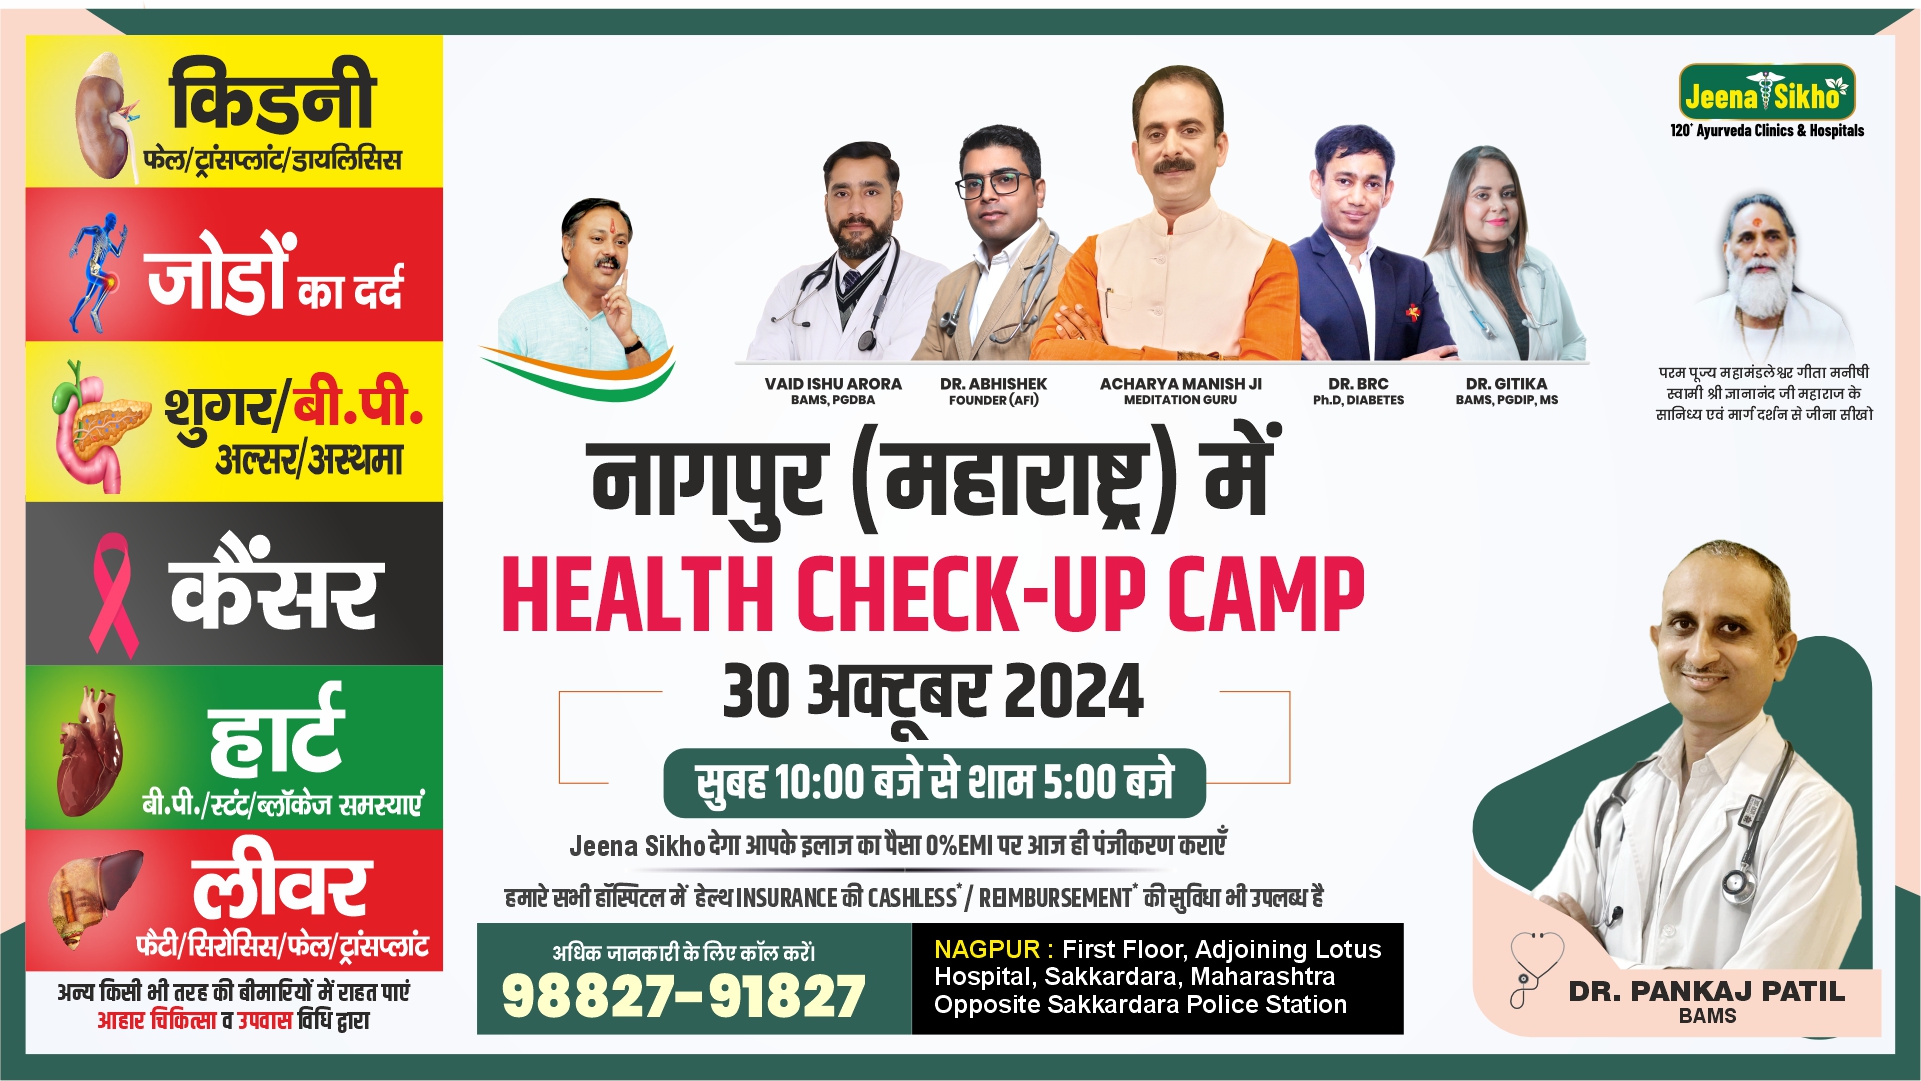 किडनी
फेल/ट्रांसप्लांट/डायलिसिस
जोडों का दर्द
शुगर/बी.पी.
अल्सर/अस्थमा
कैंसर
हार्ट
बी.पी./स्टंट/ब्लॉकेज समस्याएं
लीवर
फैटी/सिरोसिस/फेल/ट्रांसप्लांट
अन्य किसी भी तरह की बीमारियों में राहत पाएं
आहार चिकित्सा व उपवास विधि द्वारा
Jeena Sikho
120+ Ayurveda Clinics & Hospitals
VAID ISHU ARORA
BAMS, PGDBA
DR. ABHISHEK
FOUNDER (AFI)
ACHARYA MANISH JI
MEDITATION GURU
DR. BRC
Ph.D, DIABETES
DR. GITIKA
BAMS, PGDIP, MS
परम पूज्य महामंडलेश्वर गीता मनीषी
स्वामी श्री ज्ञानानंद जी महाराज के
सानिध्य एवं मार्ग दर्शन से जीना सीखो
नागपुर (महाराष्ट्र) में
HEALTH CHECK-UP CAMP
30 अक्टूबर 2024
सुबह 10:00 बजे से शाम 5:00 बजे
Jeena Sikho देगा आपके इलाज का पैसा 0%EMI पर आज ही पंजीकरण कराएँ
हमारे सभी हॉस्पिटल में हेल्थ INSURANCE की CASHLESS* / REIMBURSEMENT* की सुविधा भी उपलब्ध है
अधिक जानकारी के लिए कॉल करें।
98827-91827
NAGPUR : First Floor, Adjoining Lotus
Hospital, Sakkardara, Maharashtra
Opposite Sakkardara Police Station
DR. PANKAJ PATIL
BAMS